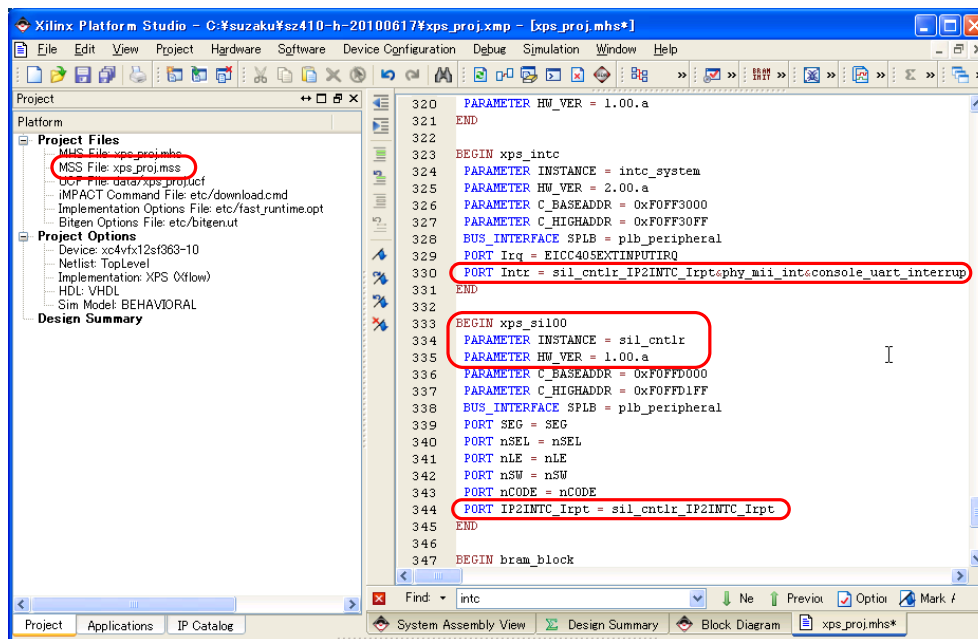 Xilinx Platform Studio - C:¥suzaku¥sz410-h-20100617¥xps_proj.xmp - [xps_proj.mhs*]
File Edit View Project Hardware Software Device Configuration Debug Simulation Window Help
Project
Platform
Project Files
MHS File: xps_proj.mhs
MSS File: xps_proj.mss
UCF File: data/xps_proj.ucf
iMPACT Command File: etc/download.cmd
Implementation Options File: etc/fast_runtime.opt
Bitgen Options File: etc/bitgen.ut
Project Options
Device: xc4vfx12sf363-10
Netlist: TopLevel
Implementation: XPS (Xflow)
HDL: VHDL
Sim Model: BEHAVIORAL
Design Summary
320 PARAMETER HW_VER = 1.00.a
321 END
322
323 BEGIN xps_intc
324 PARAMETER INSTANCE = intc_system
325 PARAMETER HW_VER = 2.00.a
326 PARAMETER C_BASEADDR = 0xF0FF3000
327 PARAMETER C_HIGHADDR = 0xF0FF30FF
328 BUS_INTERFACE SPLB = plb_peripheral
329 PORT Irq = EICC405EXTINPUTIRQ
330 PORT Intr = sil_cntlr_IP2INTC_Irpt&phy_mii_int&console_uart_interrup
331 END
332
333 BEGIN xps_sil00
334 PARAMETER INSTANCE = sil_cntlr
335 PARAMETER HW_VER = 1.00.a
336 PARAMETER C_BASEADDR = 0xF0FFD000
337 PARAMETER C_HIGHADDR = 0xF0FFD1FF
338 BUS_INTERFACE SPLB = plb_peripheral
339 PORT SEG = SEG
340 PORT nSEL = nSEL
341 PORT nLE = nLE
342 PORT nSW = nSW
343 PORT nCODE = nCODE
344 PORT IP2INTC_Irpt = sil_cntlr_IP2INTC_Irpt
345 END
346
347 BEGIN bram_block
Find: intc Ne Previou Option Mark
Project Applications IP Catalog
System Assembly View Design Summary Block Diagram xps_proj.mhs*